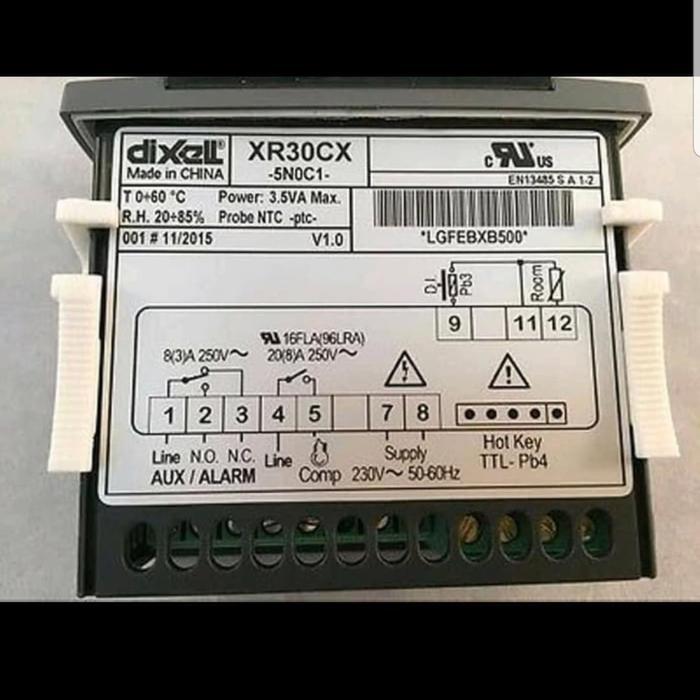 dixell
Made in CHINA
XR30CX
-5N0C1-
c RU US
EN13485 S A 1-2
T 0÷60 °C Power: 3.5VA Max.
R.H. 20÷85% Probe NTC -ptc-
001 # 11/2015 V1.0
*LGFEBXB500*
D.I.
Pb3
Room
9 11 12
RU 16FLA(96LRA)
8(3)A 250V~ 20(8)A 250V~
1 2 3 4 5 7 8
Line N.O. N.C. Line Supply Hot Key
AUX / ALARM Comp 230V~ 50-60Hz TTL- Pb4